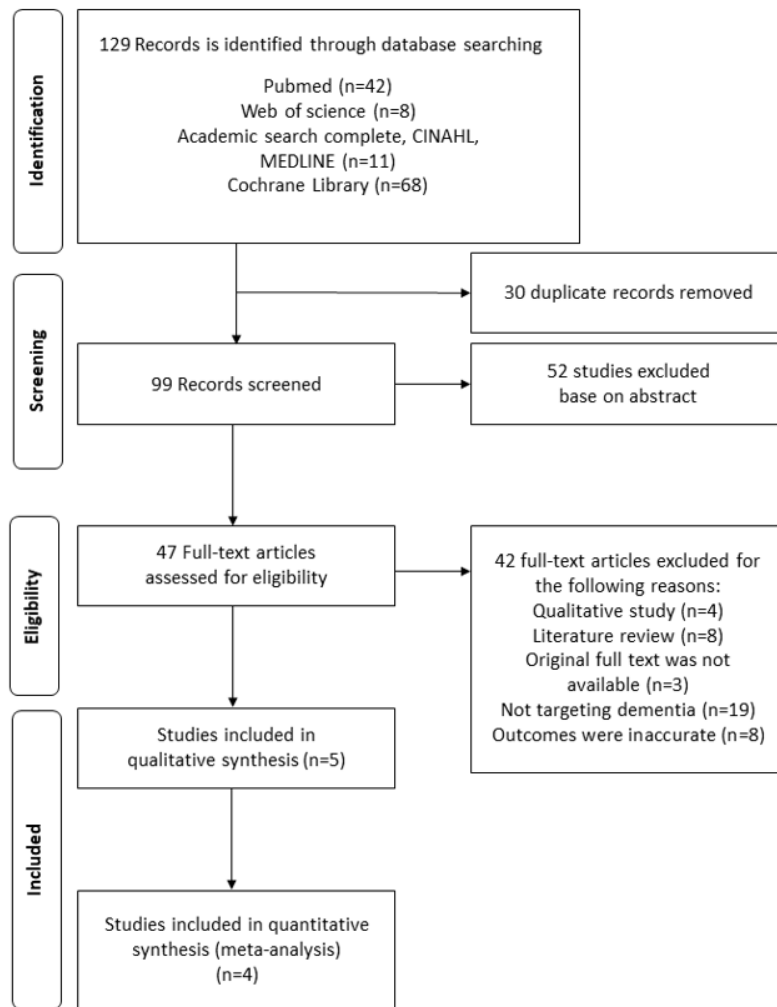 Identification
129 Records is identified through database searching
Pubmed (n=42)
Web of science (n=8)
Academic search complete, CINAHL,
MEDLINE (n=11)
Cochrane Library (n=68)
30 duplicate records removed
Screening
99 Records screened
52 studies excluded
base on abstract
Eligibility
47 Full-text articles
assessed for eligibility
42 full-text articles excluded for
the following reasons:
Qualitative study (n=4)
Literature review (n=8)
Original full text was not
available (n=3)
Not targeting dementia (n=19)
Outcomes were inaccurate (n=8)
Included
Studies included in
qualitative synthesis (n=5)
Studies included in quantitative
synthesis (meta-analysis)
(n=4)